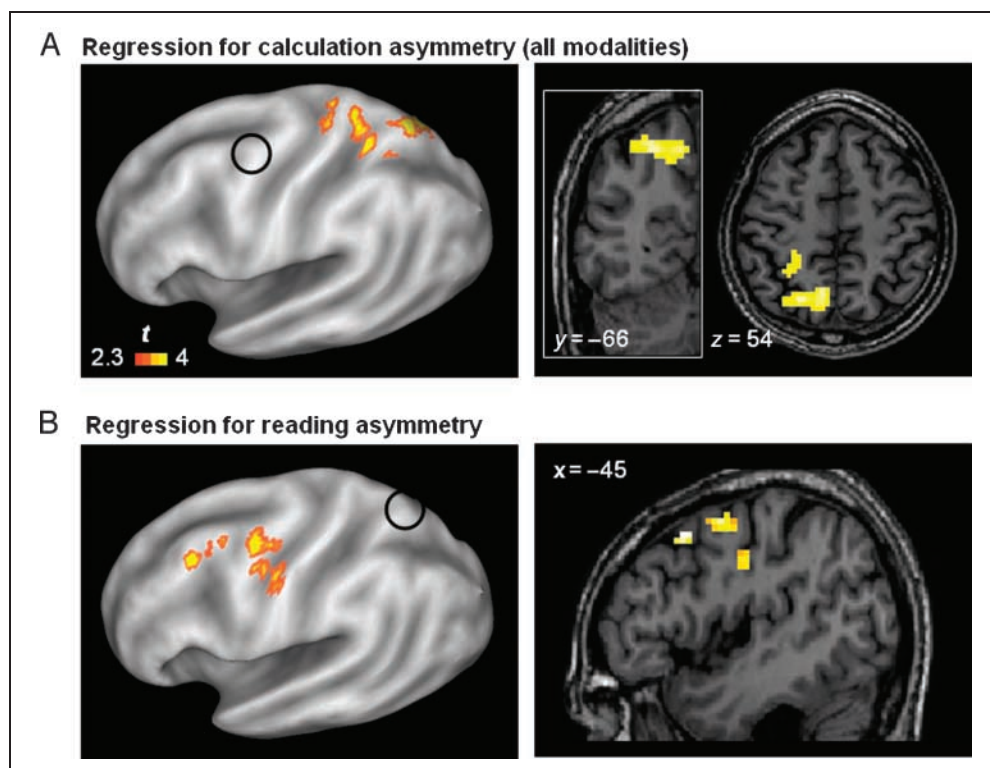 A Regression for calculation asymmetry (all modalities)
t
2.3 4
y = –66
z = 54
B Regression for reading asymmetry
x = –45